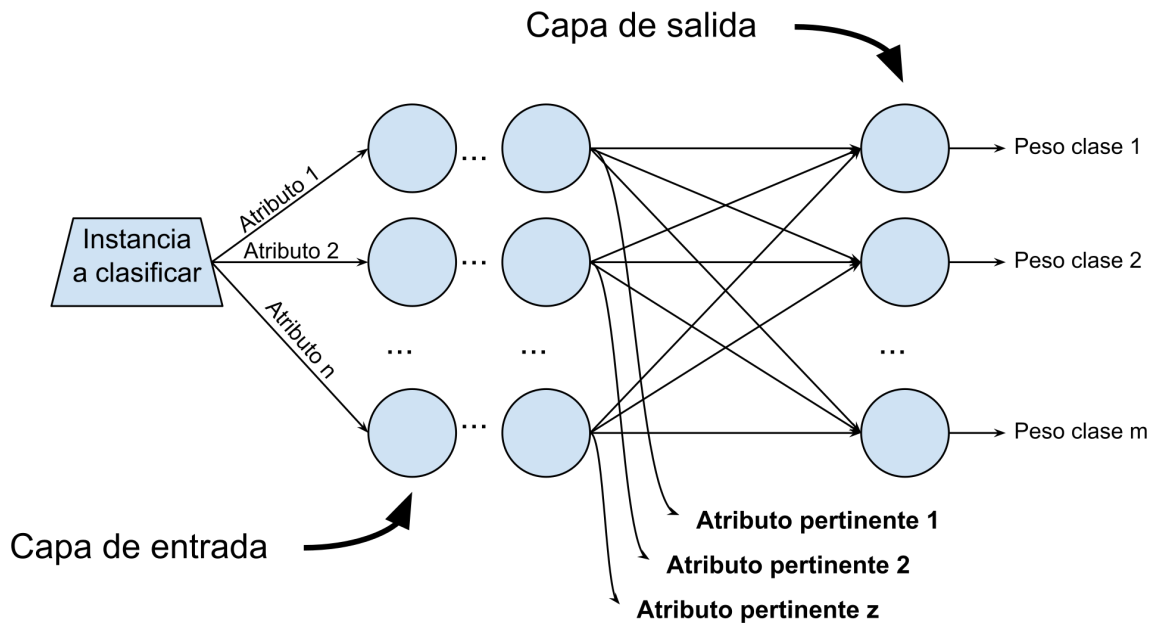 Capa de salida
Peso clase 1
Atributo 1
Instancia
a clasificar
Atributo 2
...
...
Peso clase 2
Atributo n
...
...
...
...
Peso clase m
Atributo pertinente 1
Capa de entrada
Atributo pertinente 2
Atributo pertinente z